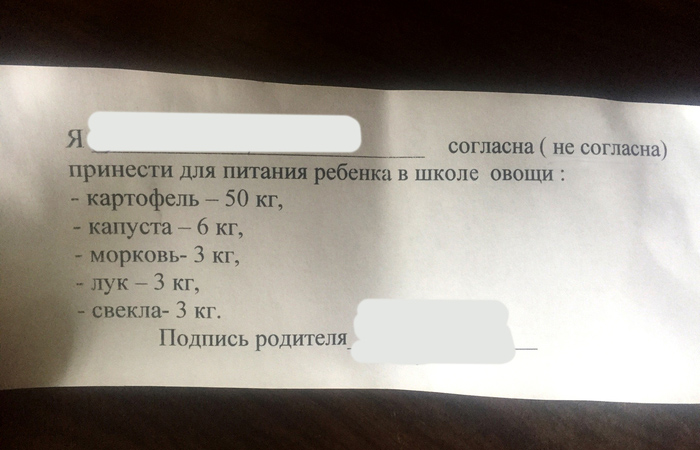 Я согласна ( не согласна)
принести для питания ребенка в школе овощи :
- картофель – 50 кг,
- капуста – 6 кг,
- морковь- 3 кг,
- лук – 3 кг,
- свекла- 3 кг.
Подпись родителя